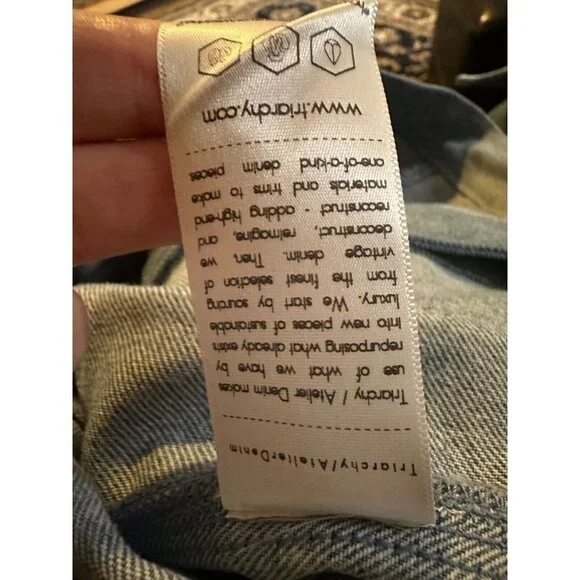 Triarchy/AtelierDenim
Triarchy / Atelier Denim makes
use of what we have by
repurposing what already exists
into new pieces of sustainable
luxury. We start by sourcing
from the finest selection of
vintage denim. Then, we
deconstruct, reimagine, and
reconstruct - adding high-end
materials and trims to make
one-of-a-kind denim pieces
www.triarchy.com